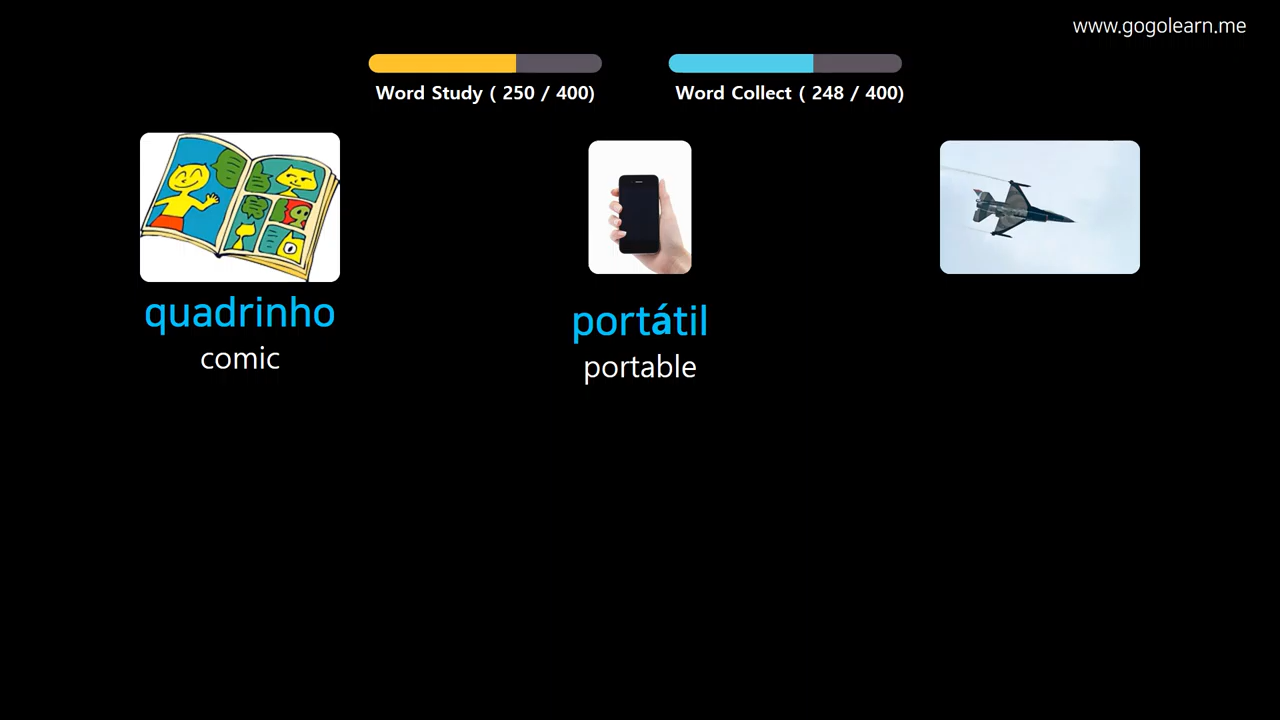 www.gogolearn.me
Word Study ( 250 / 400)
Word Collect ( 248 / 400)
quadrinho
comic
portátil
portable